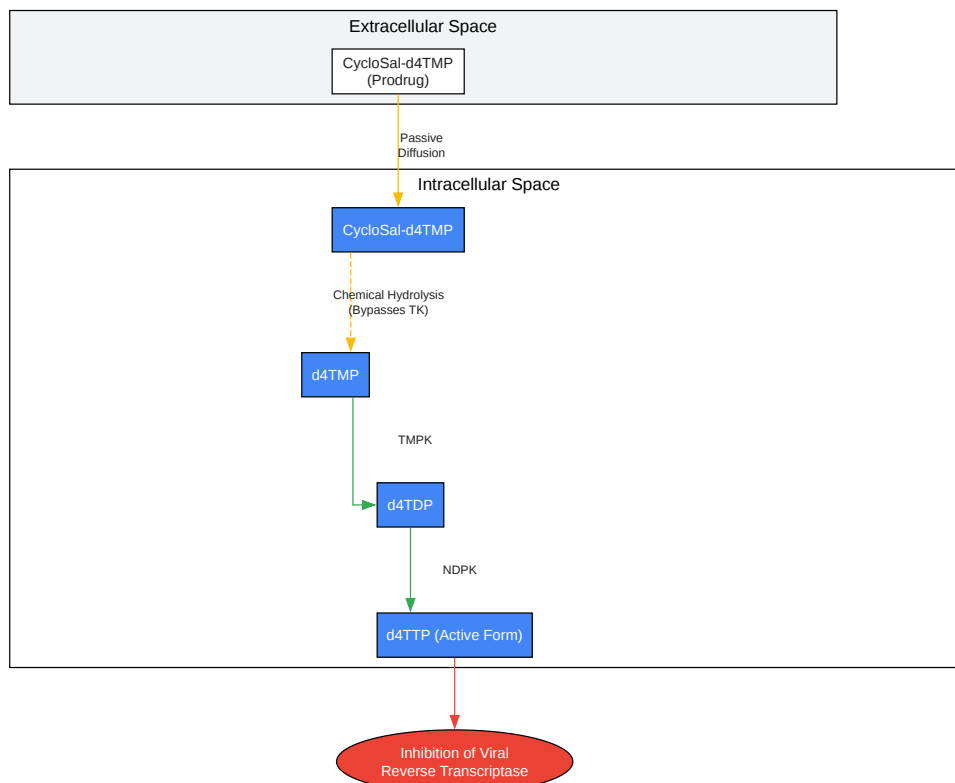 Extracellular Space
CycloSal-d4TMP
(Prodrug)
Passive
Diffusion
Intracellular Space
CycloSal-d4TMP
Chemical Hydrolysis
(Bypasses TK)
d4TMP
TMPK
d4TDP
NDPK
d4TTP (Active Form)
Inhibition of Viral
Reverse Transcriptase